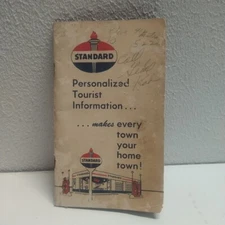 STANDARD
Personalized
Tourist
Information...
...makes every
town
your
home
town!
STANDARD